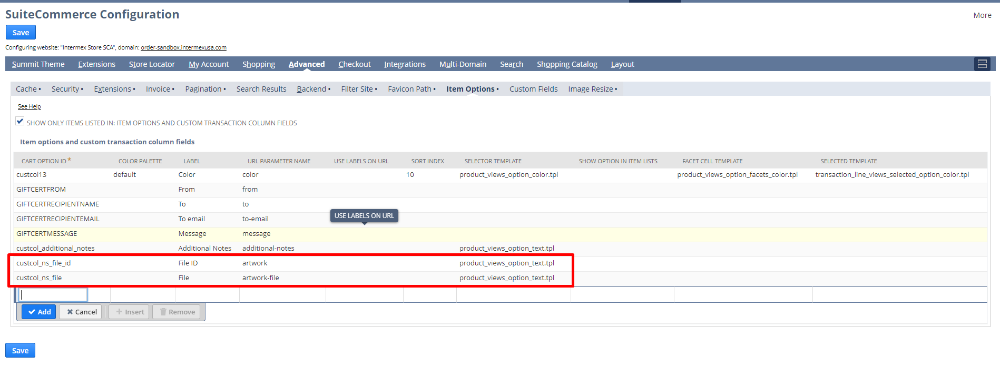 SuiteCommerce Configuration
More
Save
Configuring website: "Intermex Store SCA", domain: order-sandbox.intermexusa.com
Summit Theme Extensions Store Locator My Account Shopping Advanced Checkout Integrations Multi-Domain Search Shopping Catalog Layout
Cache • Security • Extensions • Invoice • Pagination • Search Results Backend • Filter Site • Favicon Path • Item Options • Custom Fields Image Resize •
See Help
SHOW ONLY ITEMS LISTED IN: ITEM OPTIONS AND CUSTOM TRANSACTION COLUMN FIELDS
Item options and custom transaction column fields
CART OPTION ID * COLOR PALETTE LABEL URL PARAMETER NAME USE LABELS ON URL SORT INDEX SELECTOR TEMPLATE SHOW OPTION IN ITEM LISTS FACET CELL TEMPLATE SELECTED TEMPLATE
custcol13 default Color color 10 product_views_option_color.tpl product_views_option_facets_color.tpl transaction_line_views_selected_option_color.tpl
GIFTCERTFROM From from
GIFTCERTRECIPIENTNAME To to
GIFTCERTRECIPIENTEMAIL To email to-email
USE LABELS ON URL
GIFTCERTMESSAGE Message message
custcol_additional_notes Additional Notes additional-notes product_views_option_text.tpl
custcol_ns_file_id File ID artwork product_views_option_text.tpl
custcol_ns_file File artwork-file product_views_option_text.tpl
Add Cancel Insert Remove
Save